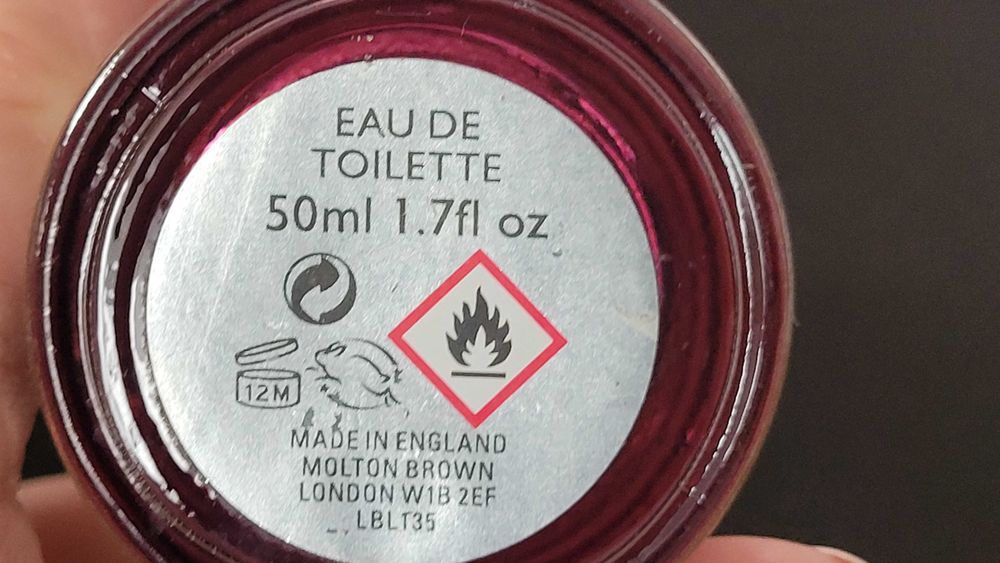 EAU DE
TOILETTE
50ml 1.7fl oz
12M
MADE IN ENGLAND
MOLTON BROWN
LONDON W1B 2EF
LBLT35